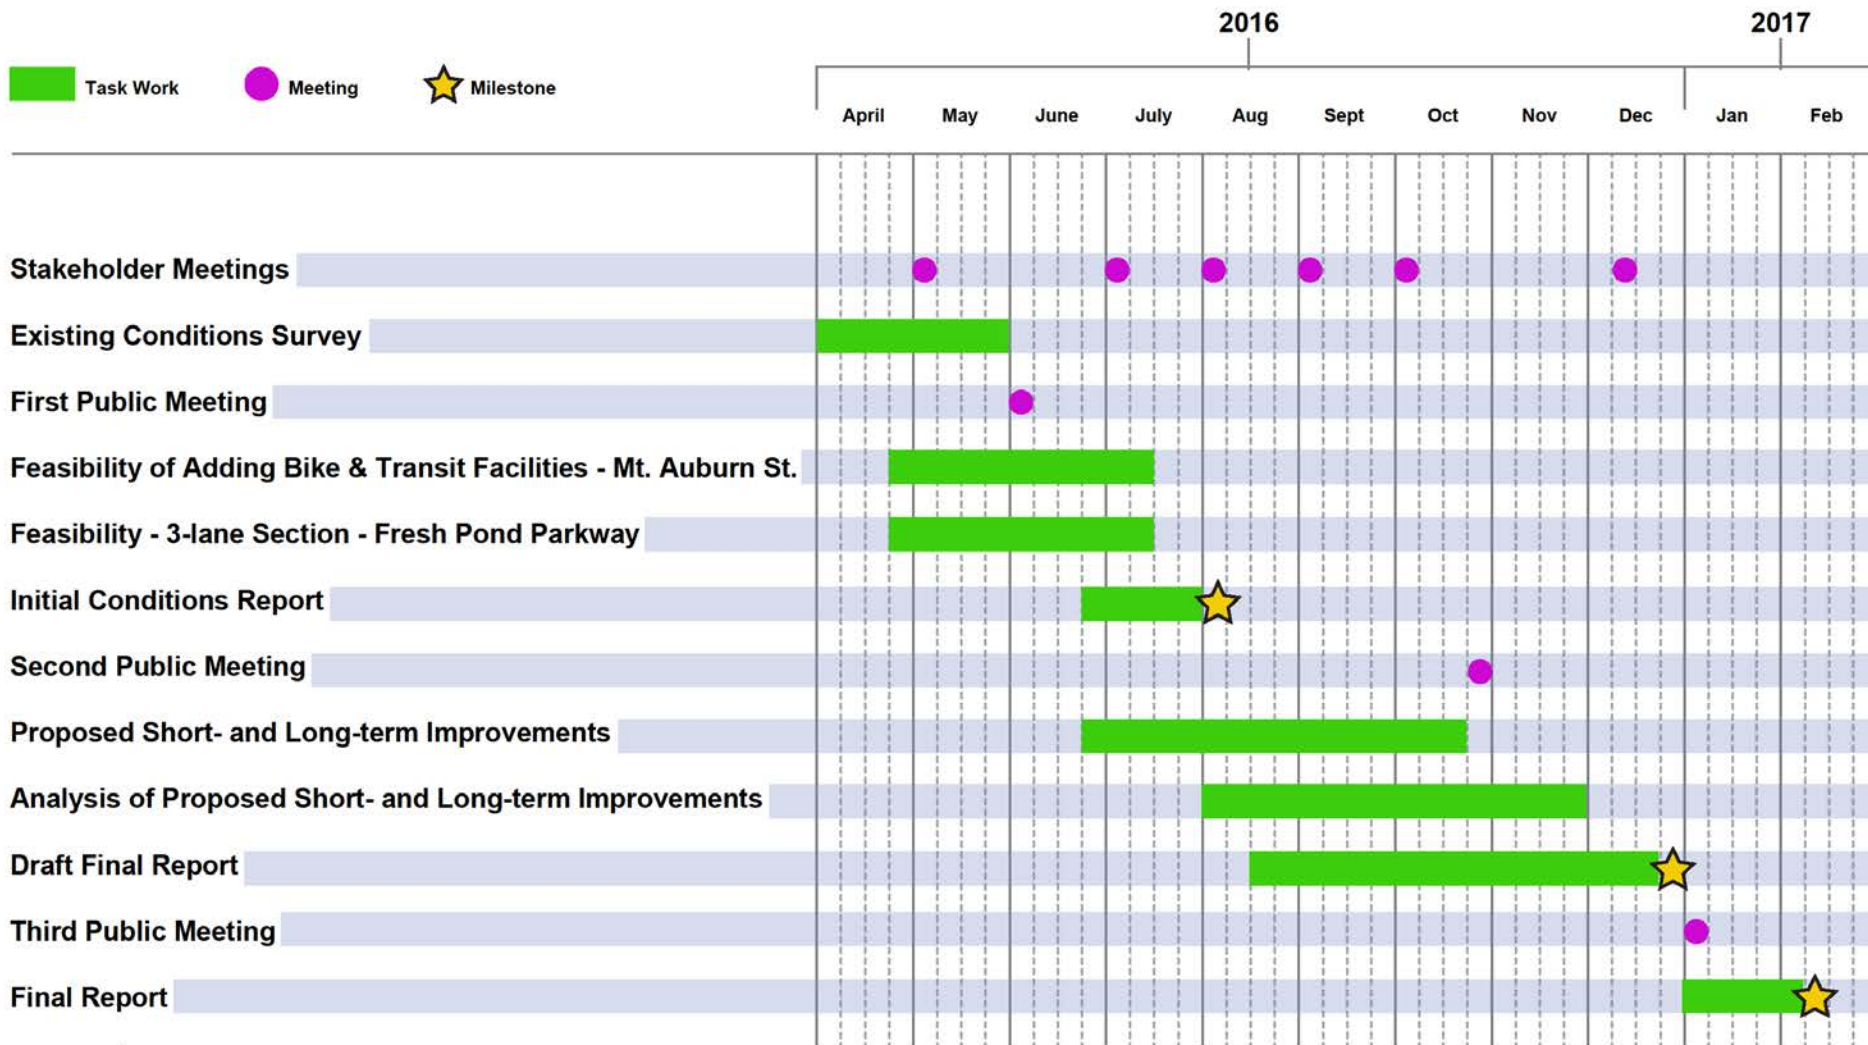 2016 2017
Task Work Meeting Milestone
April May June July Aug Sept Oct Nov Dec Jan Feb
Stakeholder Meetings
Existing Conditions Survey
First Public Meeting
Feasibility of Adding Bike & Transit Facilities - Mt. Auburn St.
Feasibility - 3-lane Section - Fresh Pond Parkway
Initial Conditions Report
Second Public Meeting
Proposed Short- and Long-term Improvements
Analysis of Proposed Short- and Long-term Improvements
Draft Final Report
Third Public Meeting
Final Report